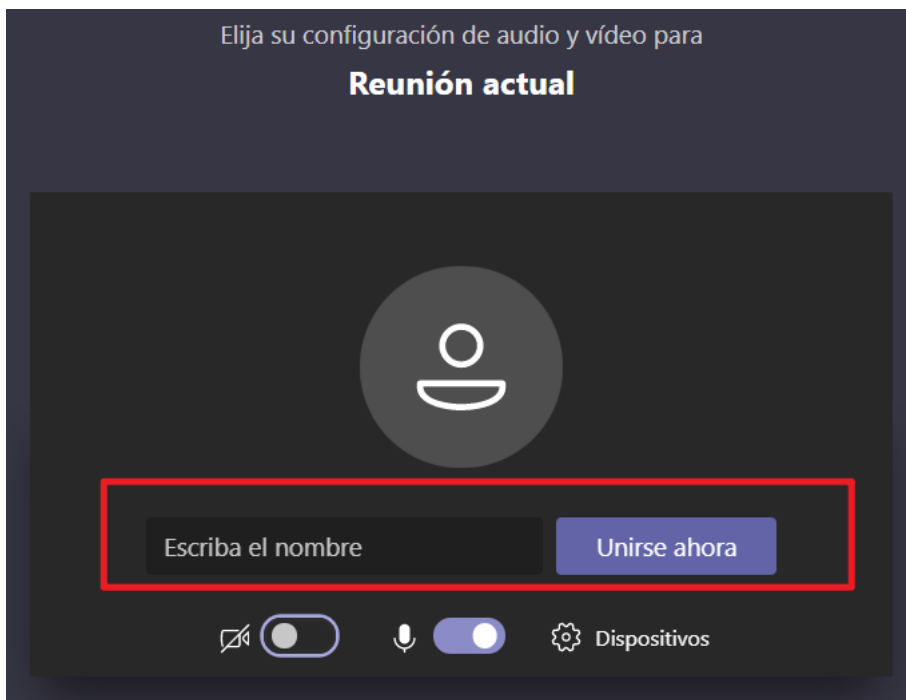 Elija su configuración de audio y vídeo para
Reunión actual
Escriba el nombre
Unirse ahora
Dispositivos